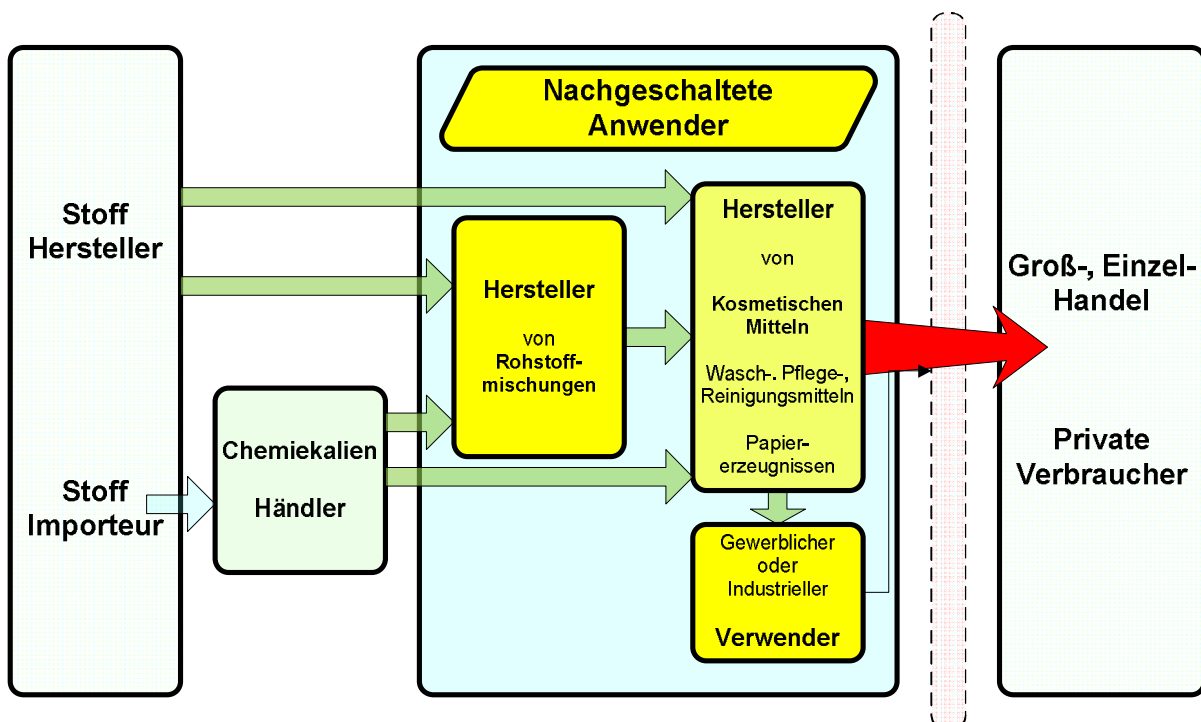 Nachgeschaltete
Anwender
Stoff
Hersteller
Stoff
Importeur
Chemiekalien
Händler
Hersteller
von
Rohstoff-
mischungen
Hersteller
von
Kosmetischen
Mitteln
Wasch-. Pflege-,
Reinigungsmitteln
Papier-
erzeugnissen
Gewerblicher
oder
Industrieller
Verwender
Groß-, Einzel-
Handel
Private
Verbraucher